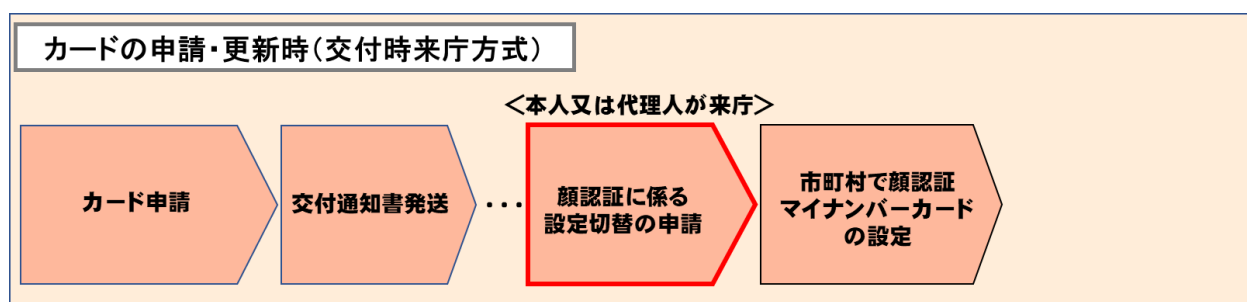 カードの申請・更新時(交付時来庁方式)
＜本人又は代理人が来庁＞
カード申請
交付通知書発送
・・・
顔認証に係る
設定切替の申請
市町村で顔認証
マイナンバーカード
の設定